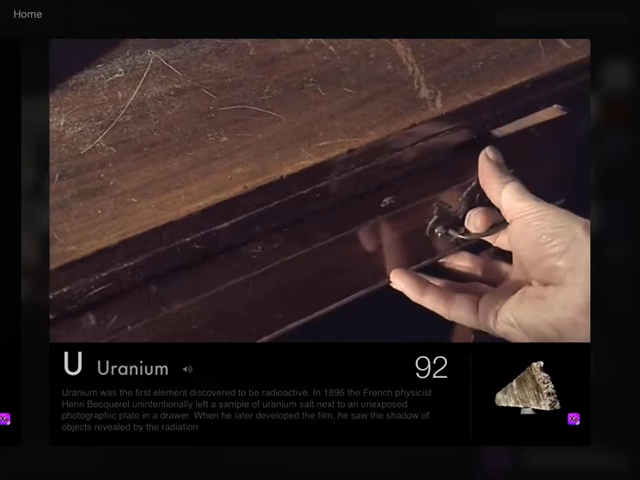 Home
U Uranium 92
Uranium was the first element discovered to be radioactive. In 1896 the French physicist
Henri Becquerel unintentionally left a sample of uranium salt next to an unexposed
photographic plate in a drawer. When he later developed the film, he saw the shadow of
objects revealed by the radiation.